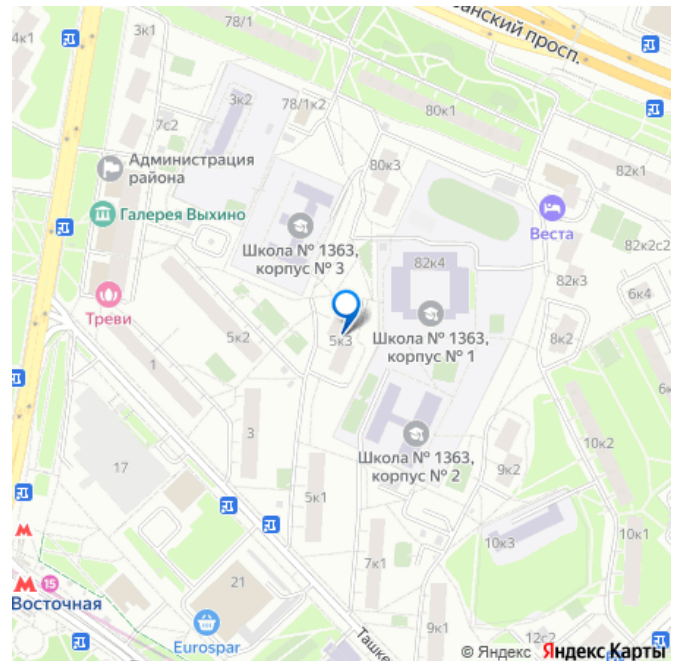 78/1
занский просп.
4к1
3к1
3к2
78/1к2
80к1
7с2
Администрация
района
80к3
82к1
Галерея Выхино
Веста
Школа № 1363,
корпус № 3
82к4
82к2с2
82к3
6к4
Треви
5к2
5к3
Школа № 1363,
корпус № 1
8к2
1
6к
3
Школа № 1363,
корпус № 2
10к2
17
9к2
5к1
10к1
7к1
10к3
М
М
15
Восточная
21
Eurospar
Ташке
9к1
12с2
© Яндекс Яндекс Карты